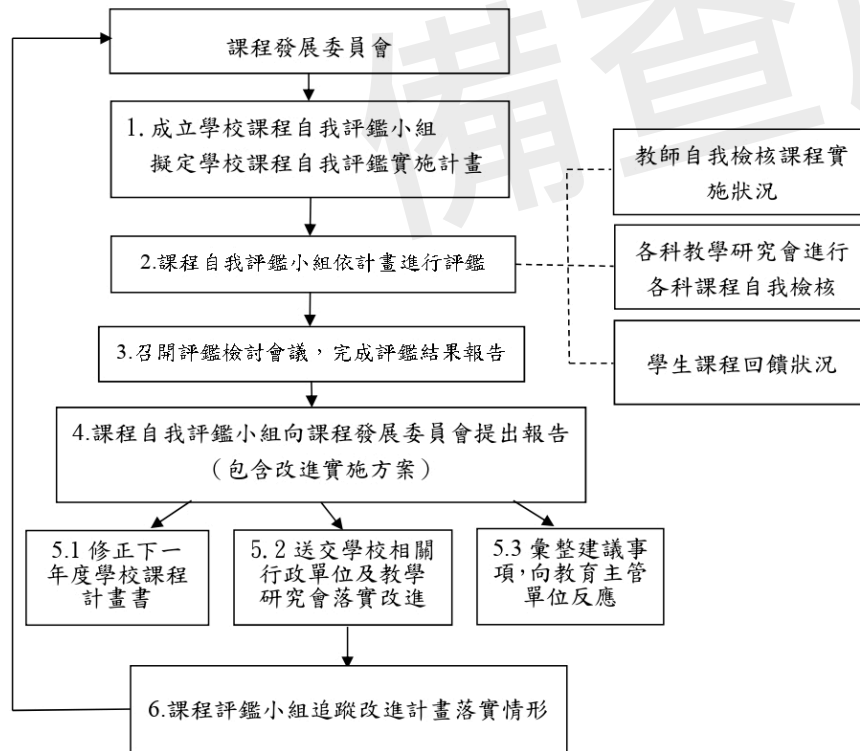 備查
課程發展委員會
1. 成立學校課程自我評鑑小組
擬定學校課程自我評鑑實施計畫
教師自我檢核課程實
施狀況
2.課程自我評鑑小組依計畫進行評鑑
各科教學研究會進行
各科課程自我檢核
3.召開評鑑檢討會議，完成評鑑結果報告
學生課程回饋狀況
4.課程自我評鑑小組向課程發展委員會提出報告
（包含改進實施方案）
5.1 修正下一
年度學校課程
計畫書
5.2 送交學校相關
行政單位及教學
研究會落實改進
5.3 彙整建議事
項，向教育主管
單位反應
6.課程評鑑小組追蹤改進計畫落實情形